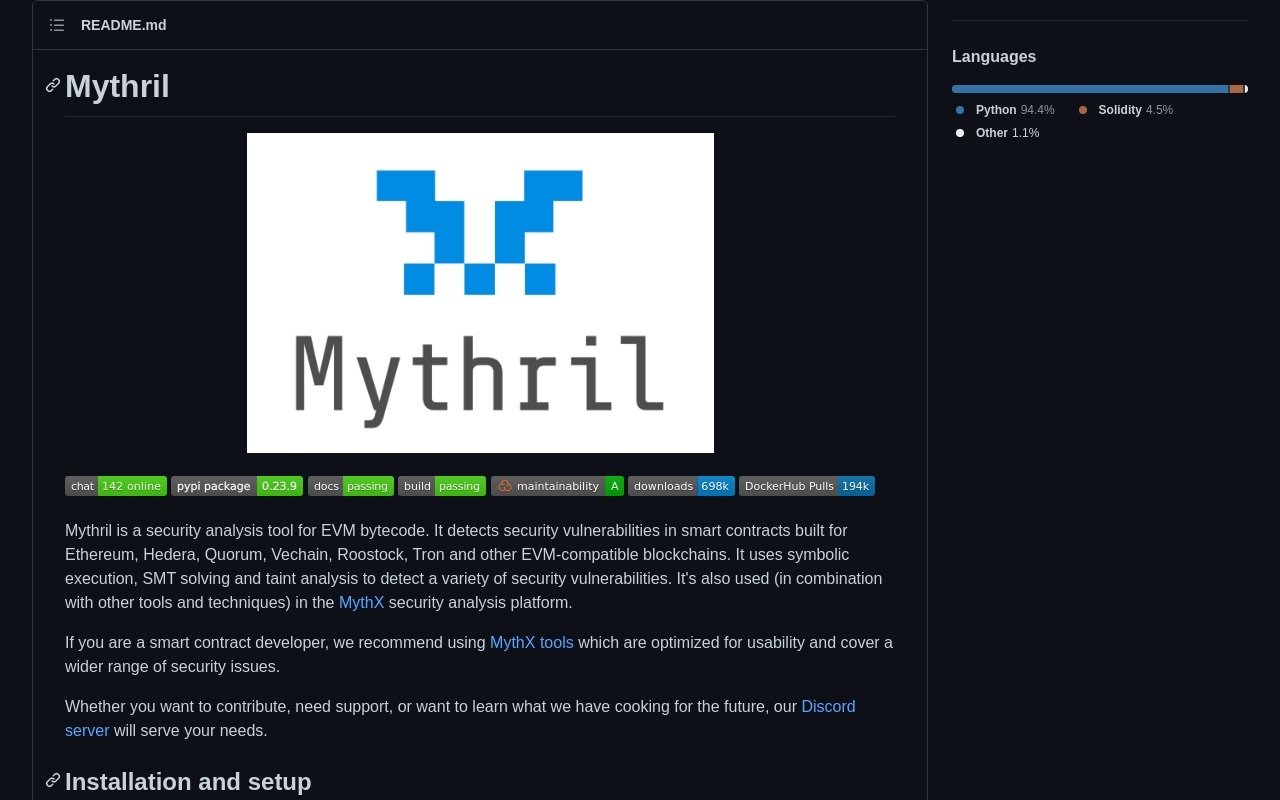 README.md
Mythril
Mythril
chat 142 online pypi package 0.23.9 docs passing build passing maintainability A downloads 698k DockerHub Pulls 194k
Mythril is a security analysis tool for EVM bytecode. It detects security vulnerabilities in smart contracts built for
Ethereum, Hedera, Quorum, Vechain, Roostock, Tron and other EVM-compatible blockchains. It uses symbolic
execution, SMT solving and taint analysis to detect a variety of security vulnerabilities. It's also used (in combination
with other tools and techniques) in the MythX security analysis platform.
If you are a smart contract developer, we recommend using MythX tools which are optimized for usability and cover a
wider range of security issues.
Whether you want to contribute, need support, or want to learn what we have cooking for the future, our Discord
server will serve your needs.
Installation and setup
Languages
Python 94.4% Solidity 4.5%
Other 1.1%